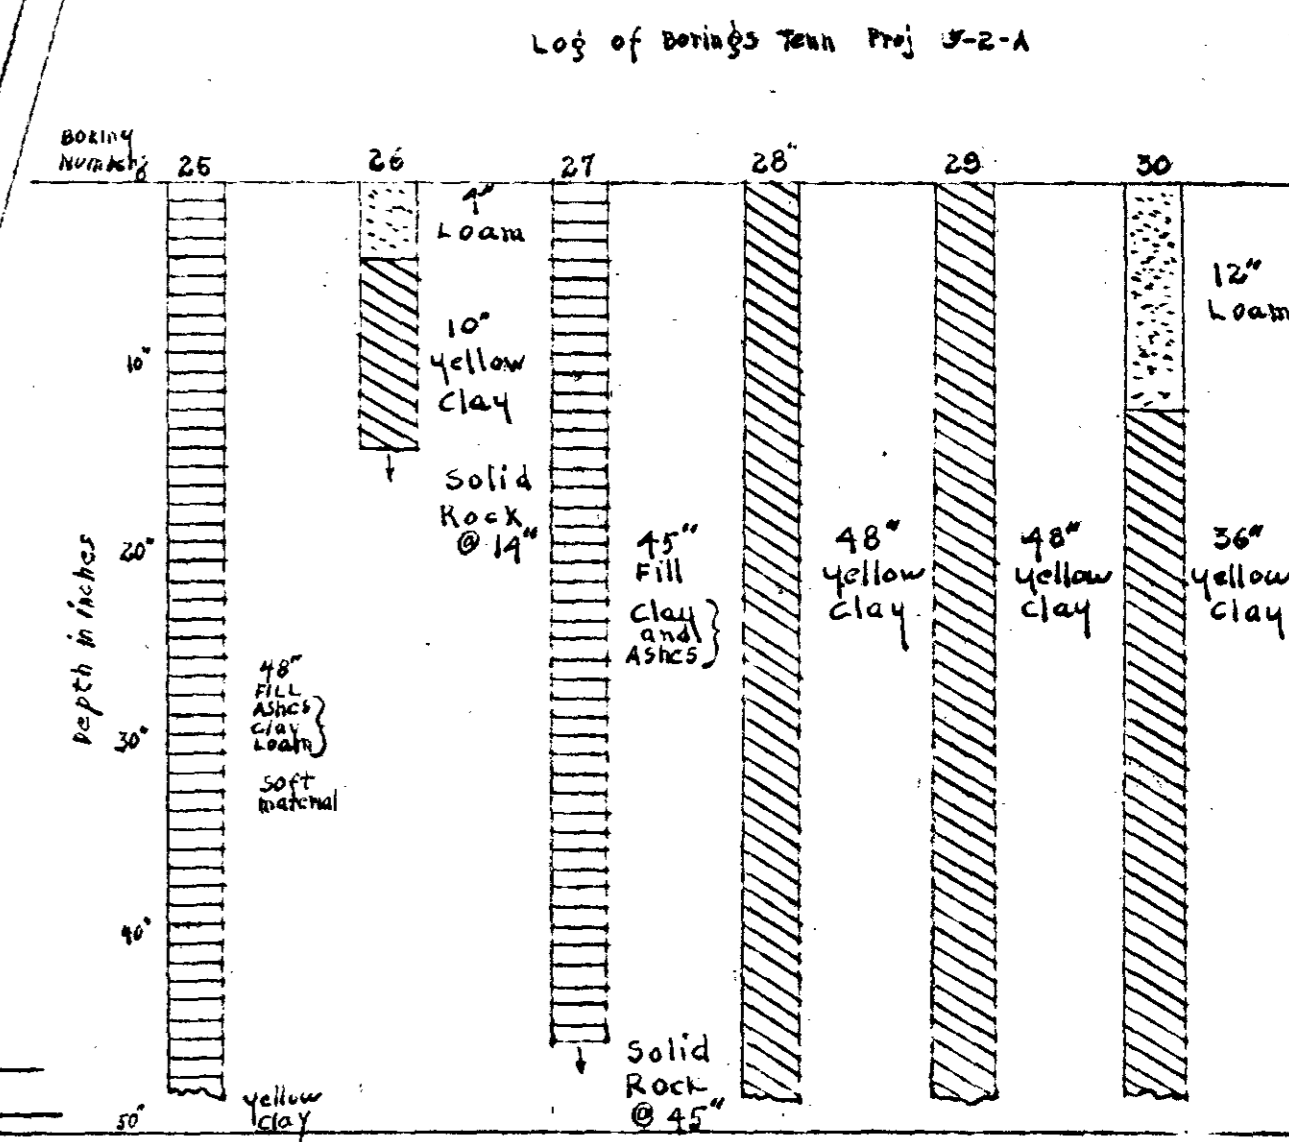 Log of Borings Tenn Proj 5-2-A
Boring
Number
25 26 27 28 29 30
Depth in inches
10"
20"
30"
40"
50"
48"
FILL
Ashes
Clay
Loam
Soft
material
yellow
Clay
4"
Loam
10"
yellow
Clay
Solid
Rock
@ 14"
45"
Fill
Clay
and
Ashes
Solid
Rock
@ 45"
48"
yellow
Clay
48"
yellow
Clay
12"
Loam
36"
yellow
Clay